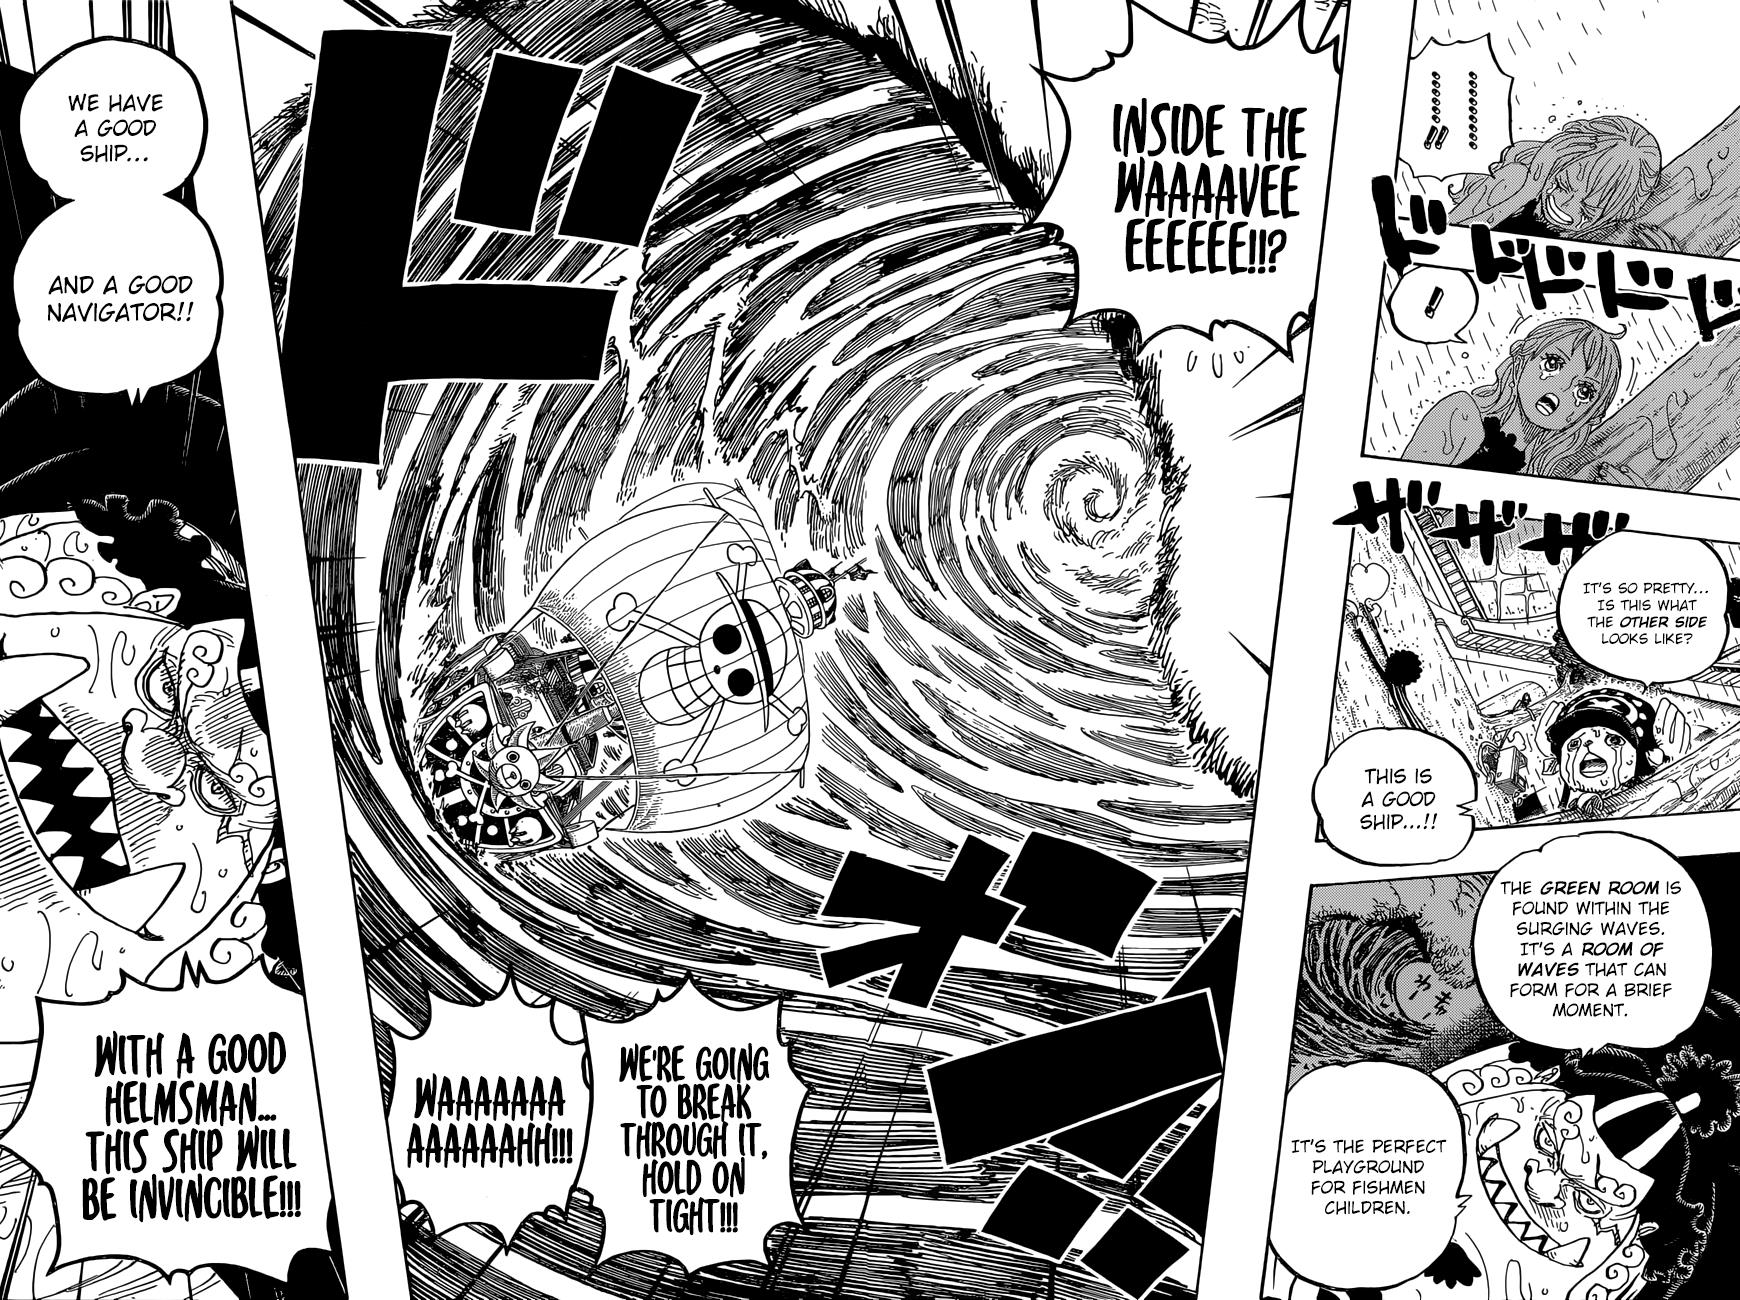 !!
ドドドドド
!
ザザザ
IT'S SO PRETTY...
IS THIS WHAT
THE OTHER SIDE
LOOKS LIKE?
THIS IS
A GOOD
SHIP...!!
THE GREEN ROOM IS
FOUND WITHIN THE
SURGING WAVES.
IT'S A ROOM OF
WAVES THAT CAN
FORM FOR A BRIEF
MOMENT.
IT'S THE PERFECT
PLAYGROUND
FOR FISHMEN
CHILDREN.
INSIDE THE
WAAAAVEE
EEEEEE!!?
ド
ザ
WE'RE GOING
TO BREAK
THROUGH IT,
HOLD ON
TIGHT!!!
WAAAAAAA
AAAAAAHH!!!
WE HAVE
A GOOD
SHIP...
AND A GOOD
NAVIGATOR!!
WITH A GOOD
HELMSMAN...
THIS SHIP WILL
BE INVINCIBLE!!!